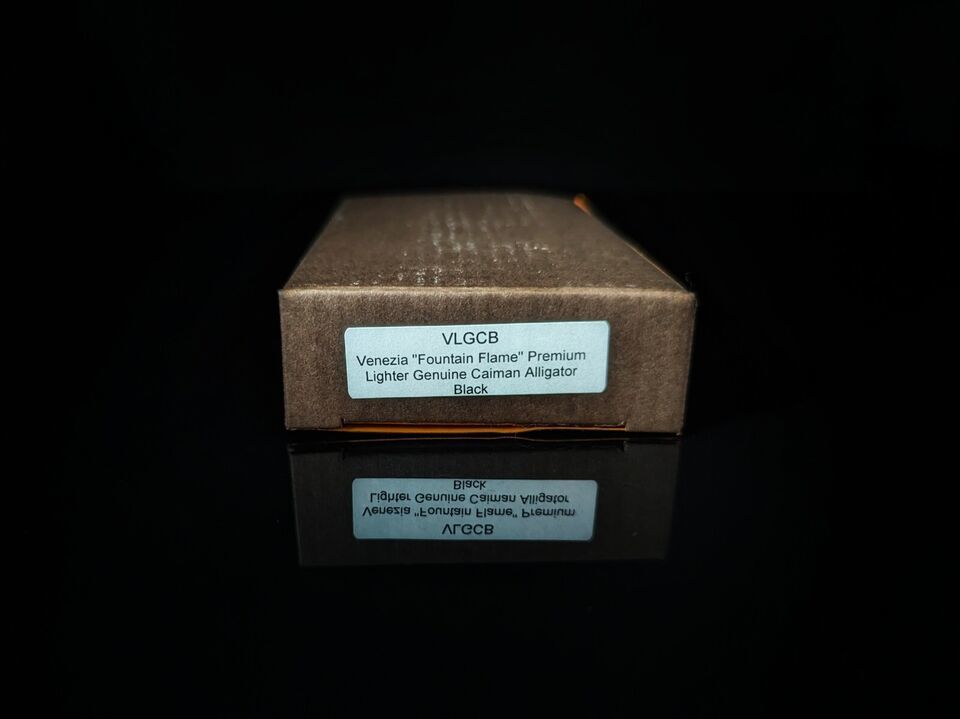 VLGCB
Venezia "Fountain Flame" Premium
Lighter Genuine Caiman Alligator
Black